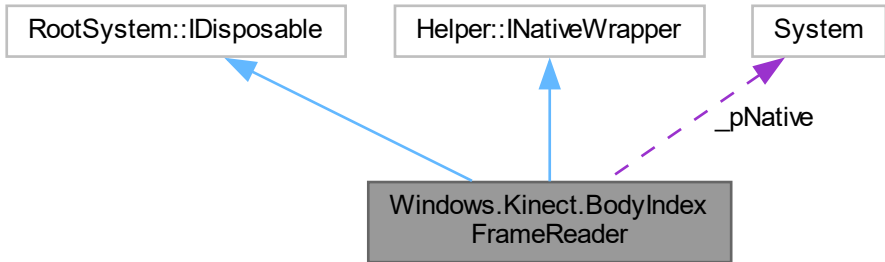 RootSystem::IDisposable
Helper::INativeWrapper
System
_pNative
Windows.Kinect.BodyIndex
FrameReader